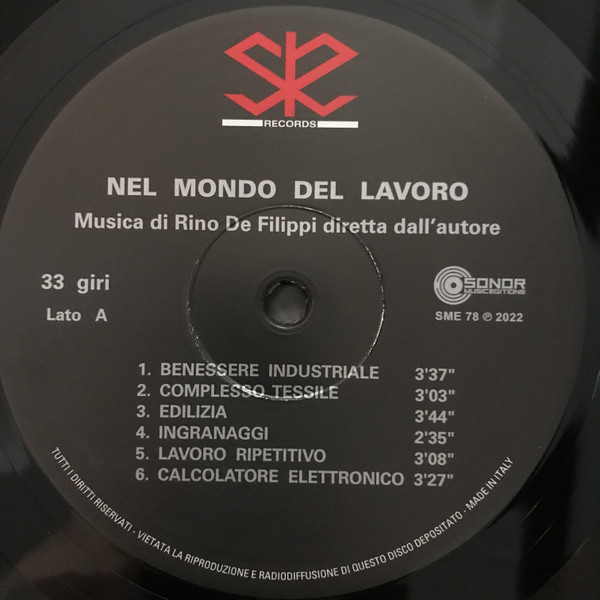 RECORDS
NEL MONDO DEL LAVORO
Musica di Rino De Filippi diretta dall'autore
33 giri
Lato A
SONOR
MUSIC EDITIONS
SME 78 ℗ 2022
1. BENESSERE INDUSTRIALE 3'37"
2. COMPLESSO TESSILE 3'03"
3. EDILIZIA 3'44"
4. INGRANAGGI 2'35"
5. LAVORO RIPETITIVO 3'08"
6. CALCOLATORE ELETTRONICO 3'27"
TUTTI I DIRITTI RISERVATI - VIETATA LA RIPRODUZIONE E RADIODIFFUSIONE DI QUESTO DISCO DEPOSITATO - MADE IN ITALY